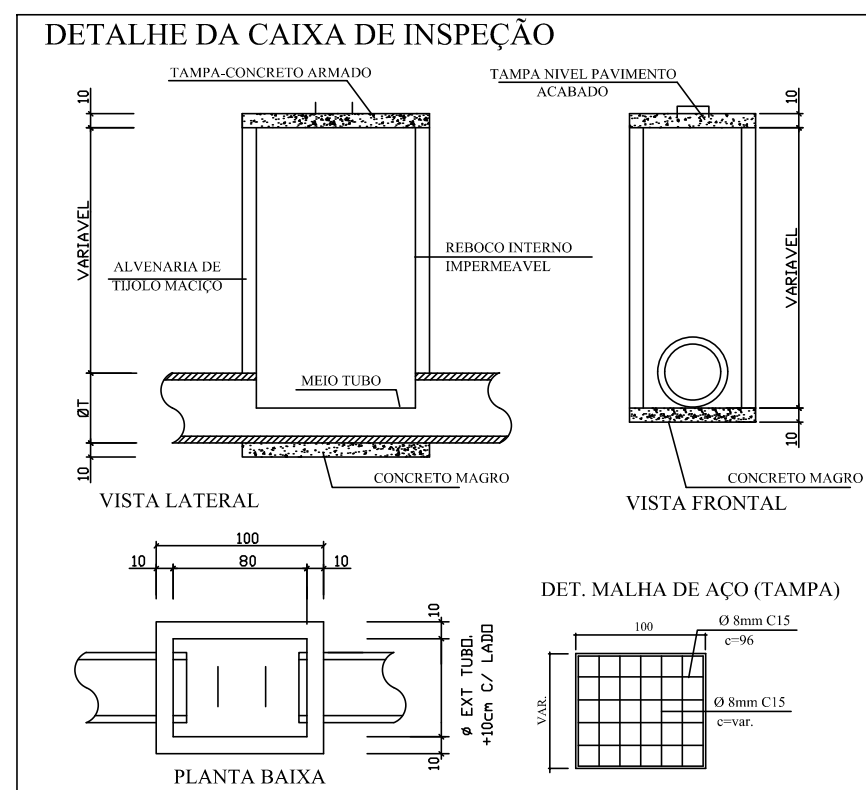 DETALHE DA CAIXA DE INSPEÇÃO
TAMPA-CONCRETO ARMADO
10
VARIAVEL
ALVENARIA DE
TIJOLO MACIÇO
REBOCO INTERNO
IMPERMEAVEL
MEIO TUBO
ØT
10
CONCRETO MAGRO
VISTA LATERAL
TAMPA NIVEL PAVIMENTO
ACABADO
10
VARIAVEL
10
CONCRETO MAGRO
VISTA FRONTAL
100
10
80
10
10
Ø EXT TUBO,
+10cm C/ LADO
10
PLANTA BAIXA
DET. MALHA DE AÇO (TAMPA)
100
Ø 8mm C15
c=96
VAR.
Ø 8mm C15
c=var.